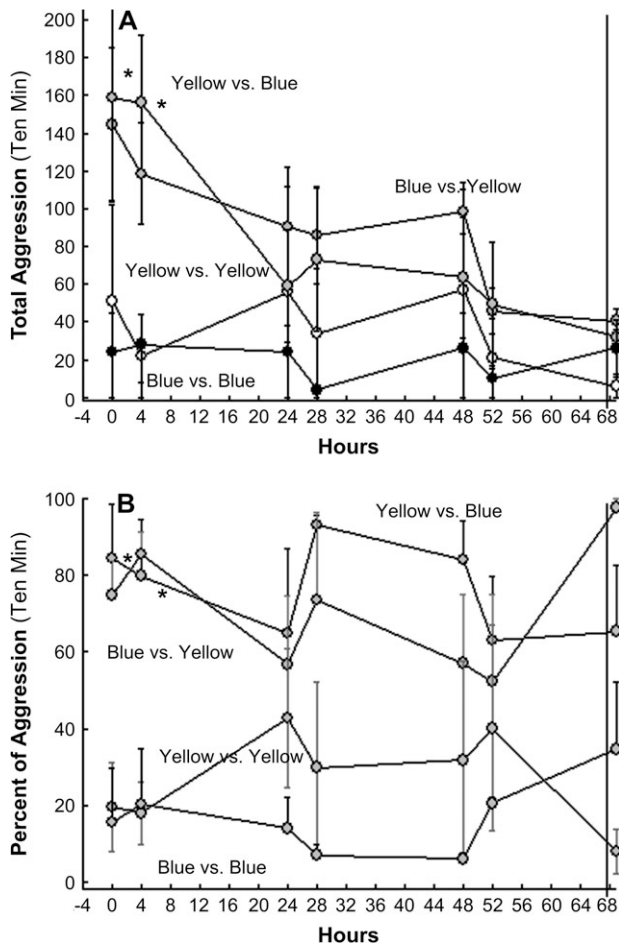 A
200
180
160
140
120
100
80
60
40
20
0
Total Aggression (Ten Min)
*
*
Yellow vs. Blue
Blue vs. Yellow
Yellow vs. Yellow
Blue vs. Blue
-4 0 4 8 12 16 20 24 28 32 36 40 44 48 52 56 60 64 68
Hours
B
100
80
60
40
20
0
Percent of Aggression (Ten Min)
Yellow vs. Blue
*
*
Blue vs. Yellow
Yellow vs. Yellow
Blue vs. Blue
-4 0 4 8 12 16 20 24 28 32 36 40 44 48 52 56 60 64 68
Hours